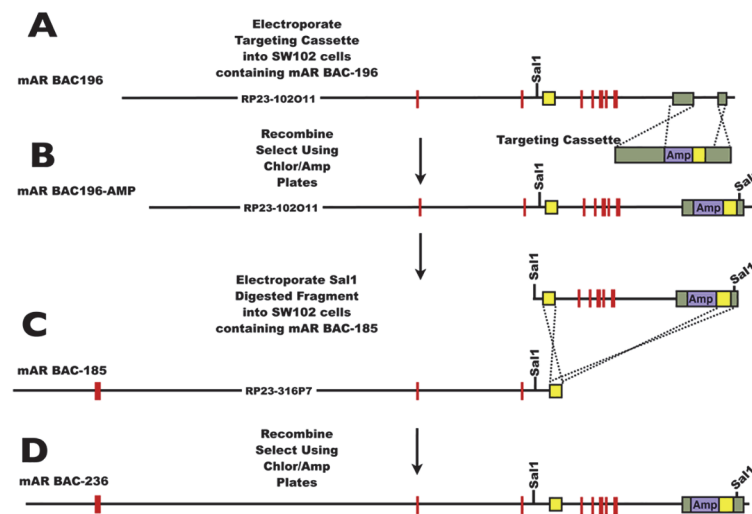 A
Electroporate
Targeting Cassette
into SW102 cells
containing mAR BAC-196
mAR BAC196
Sal1
RP23-102O11
Targeting Cassette
Amp
B
Recombine
Select Using
Chlor/Amp
Plates
mAR BAC196-AMP
Sal1
Sal1
RP23-102O11
Amp
Electroporate Sal1
Digested Fragment
into SW102 cells
containing mAR BAC-185
Sal1
Sal1
Amp
C
mAR BAC-185
Sal1
RP23-316P7
D
Recombine
Select Using
Chlor/Amp
Plates
mAR BAC-236
Sal1
Sal1
Amp